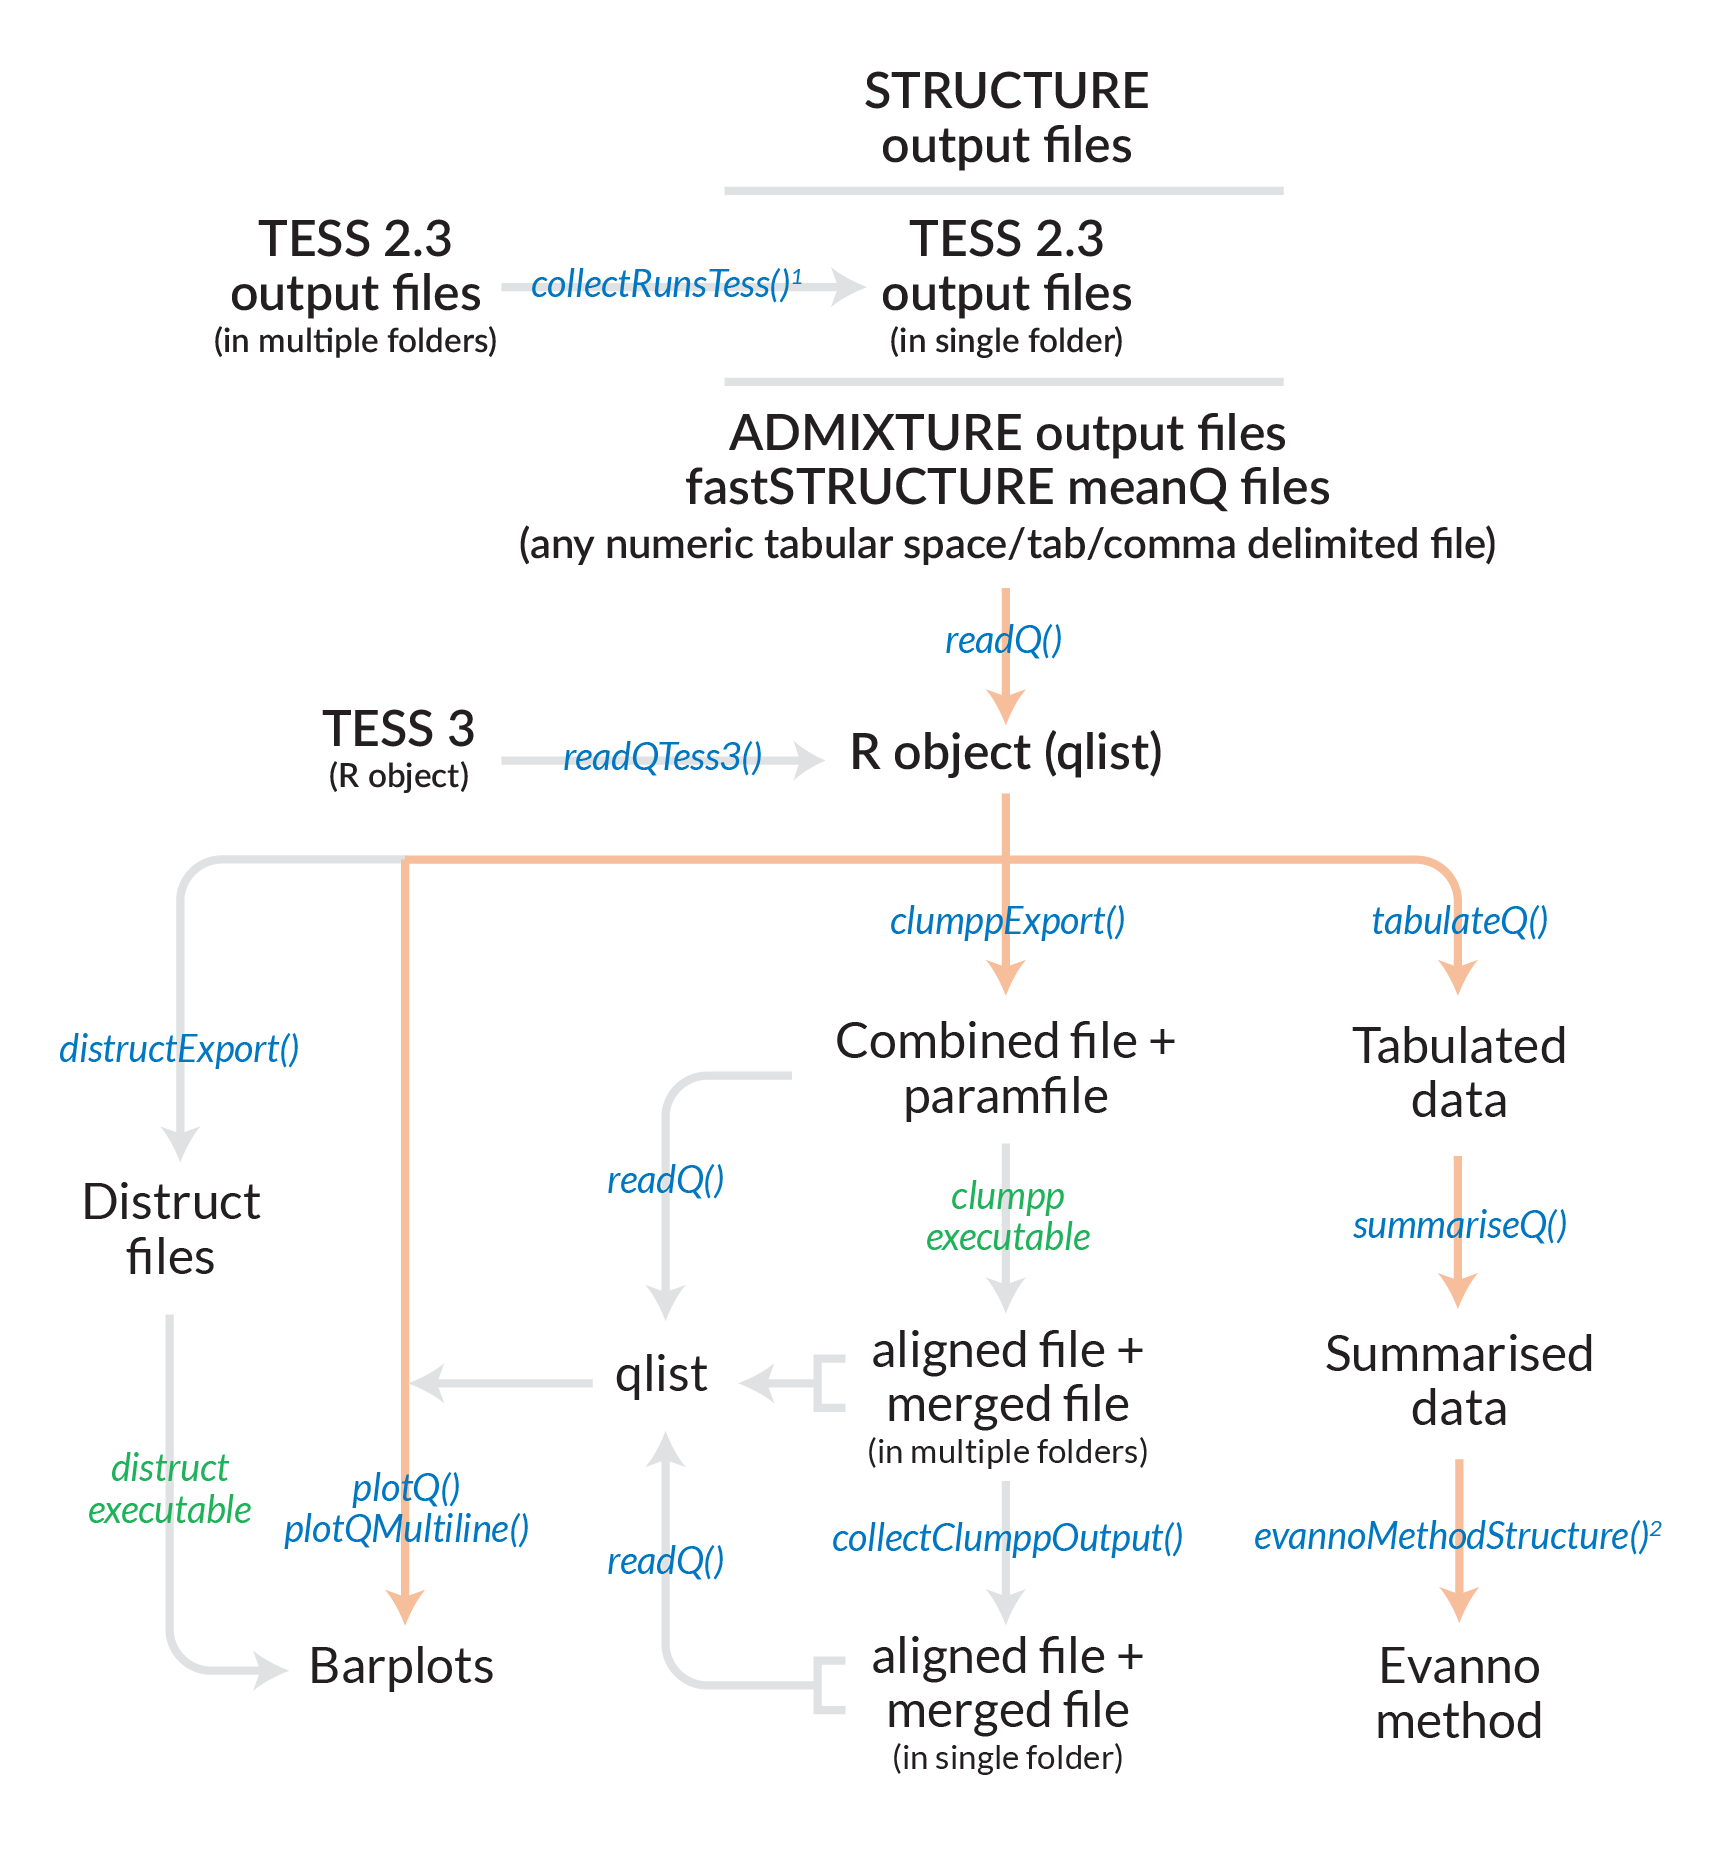 STRUCTURE
output files
TESS 2.3
output files
(in multiple folders)
collectRunsTess()¹
TESS 2.3
output files
(in single folder)
ADMIXTURE output files
fastSTRUCTURE meanQ files
(any numeric tabular space/tab/comma delimited file)
readQ()
TESS 3
(R object)
readQTess3()
R object (qlist)
clumppExport()
tabulateQ()
distructExport()
Combined file +
paramfile
Tabulated
data
readQ()
clumpp
executable
summariseQ()
Distruct
files
qlist
aligned file +
merged file
(in multiple folders)
Summarised
data
distruct
executable
plotQ()
plotQMultiline()
readQ()
collectClumppOutput()
evannoMethodStructure()²
Barplots
aligned file +
merged file
(in single folder)
Evanno
method